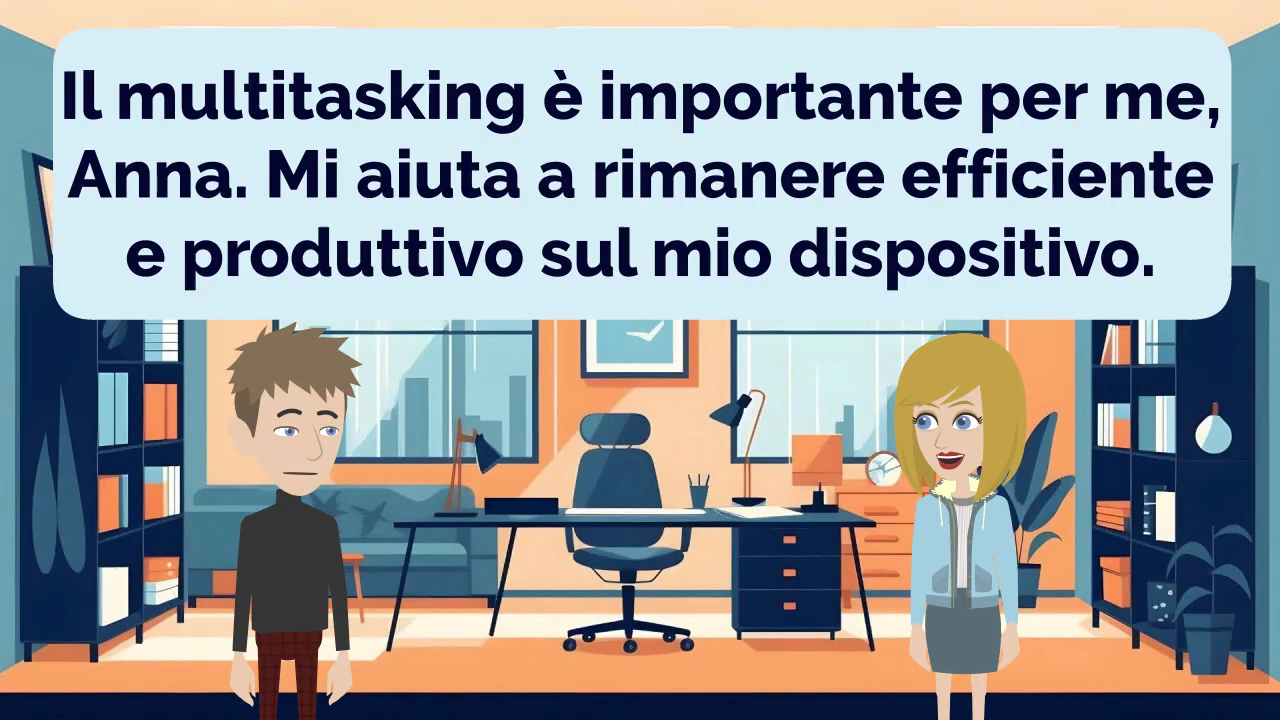 Il multitasking è importante per me,
Anna. Mi aiuta a rimanere efficiente
e produttivo sul mio dispositivo.